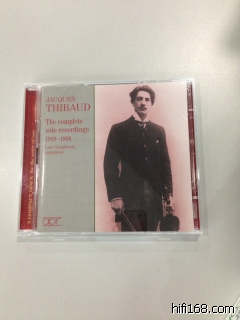 JACQUES
THIBAUD
The complete
solo recordings
1929–1936
apr
hifi168.com